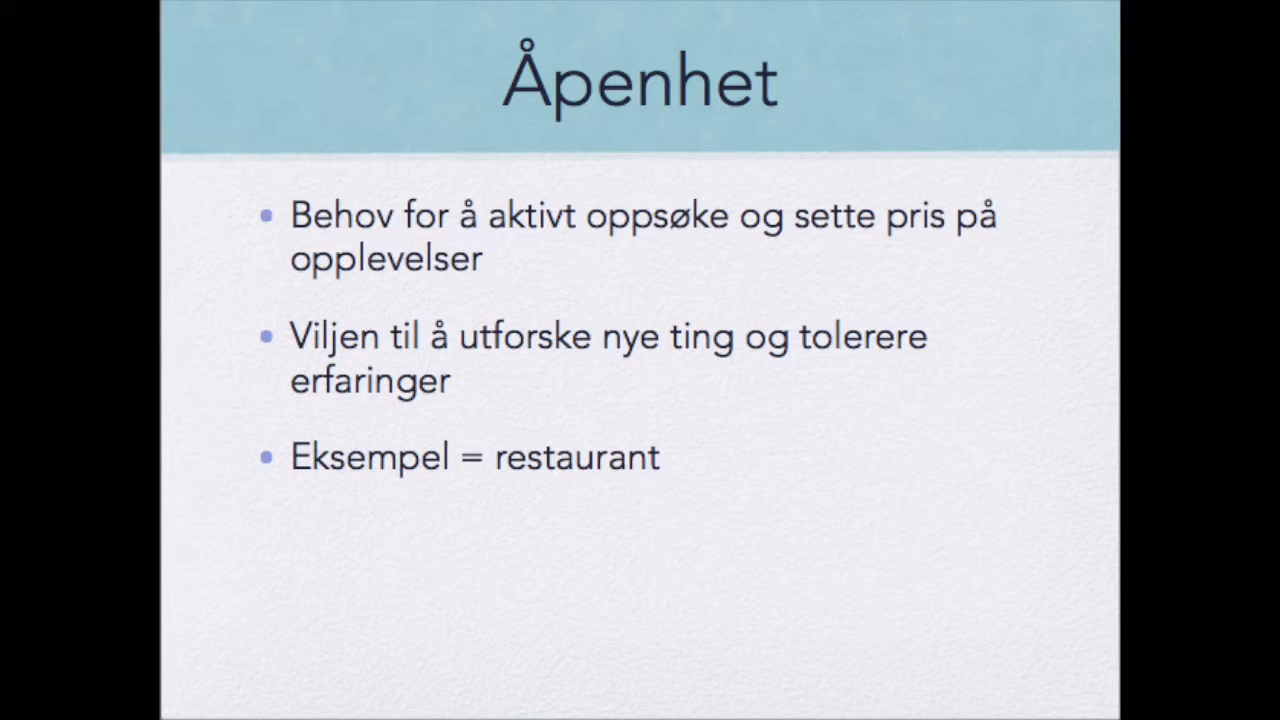 Åpenhet
• Behov for å aktivt oppsøke og sette pris på
opplevelser
• Viljen til å utforske nye ting og tolerere
erfaringer
• Eksempel = restaurant